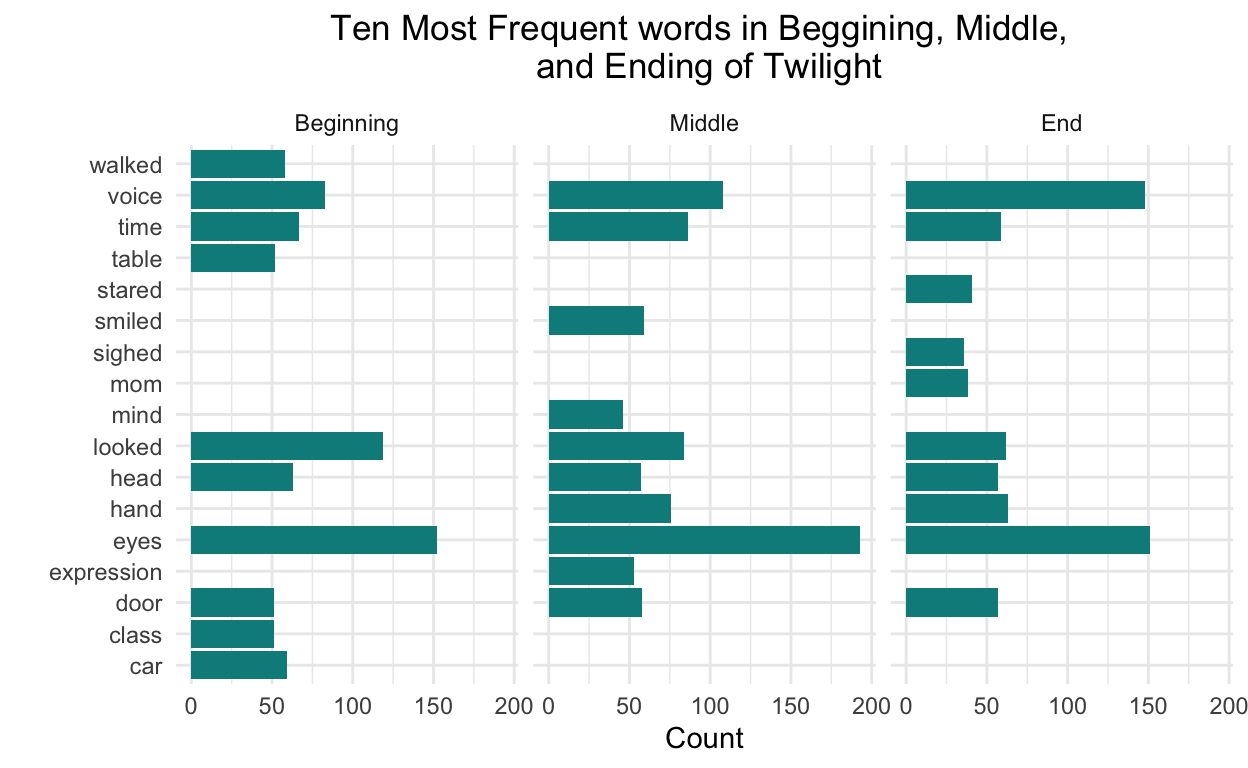 Ten Most Frequent words in Beggining, Middle,
and Ending of Twilight
Beginning Middle End
walked
voice
time
table
stared
smiled
sighed
mom
mind
looked
head
hand
eyes
expression
door
class
car
0 50 100 150 200 0 50 100 150 200 0 50 100 150 200
Count